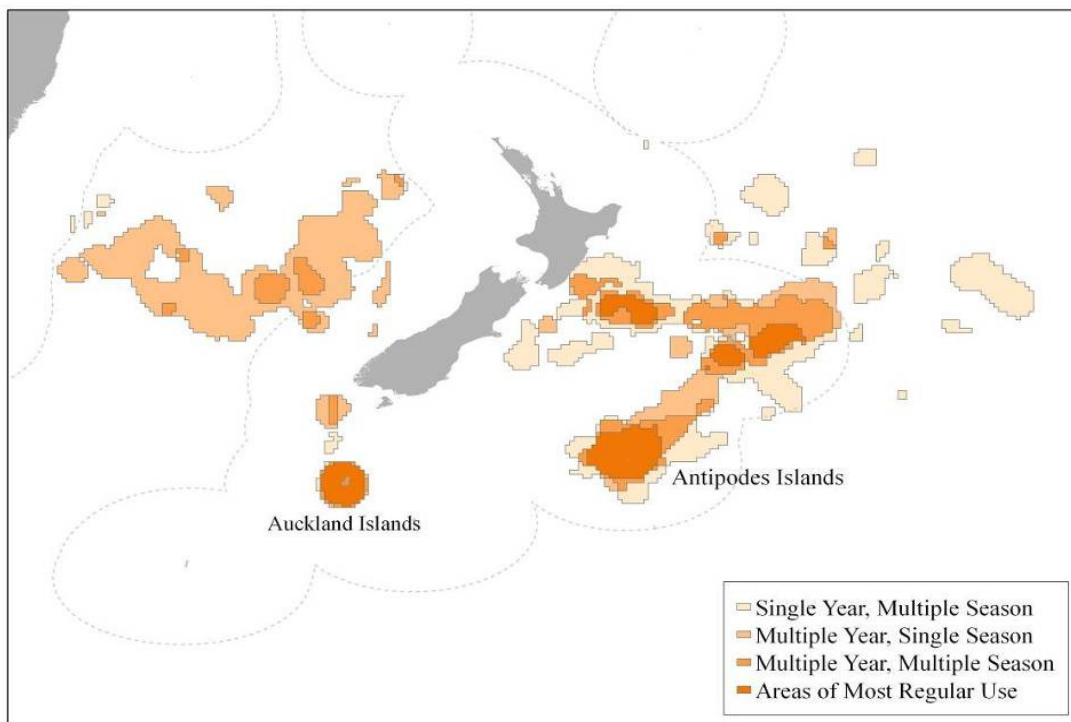 Antipodes Islands
Auckland Islands
Single Year, Multiple Season
Multiple Year, Single Season
Multiple Year, Multiple Season
Areas of Most Regular Use